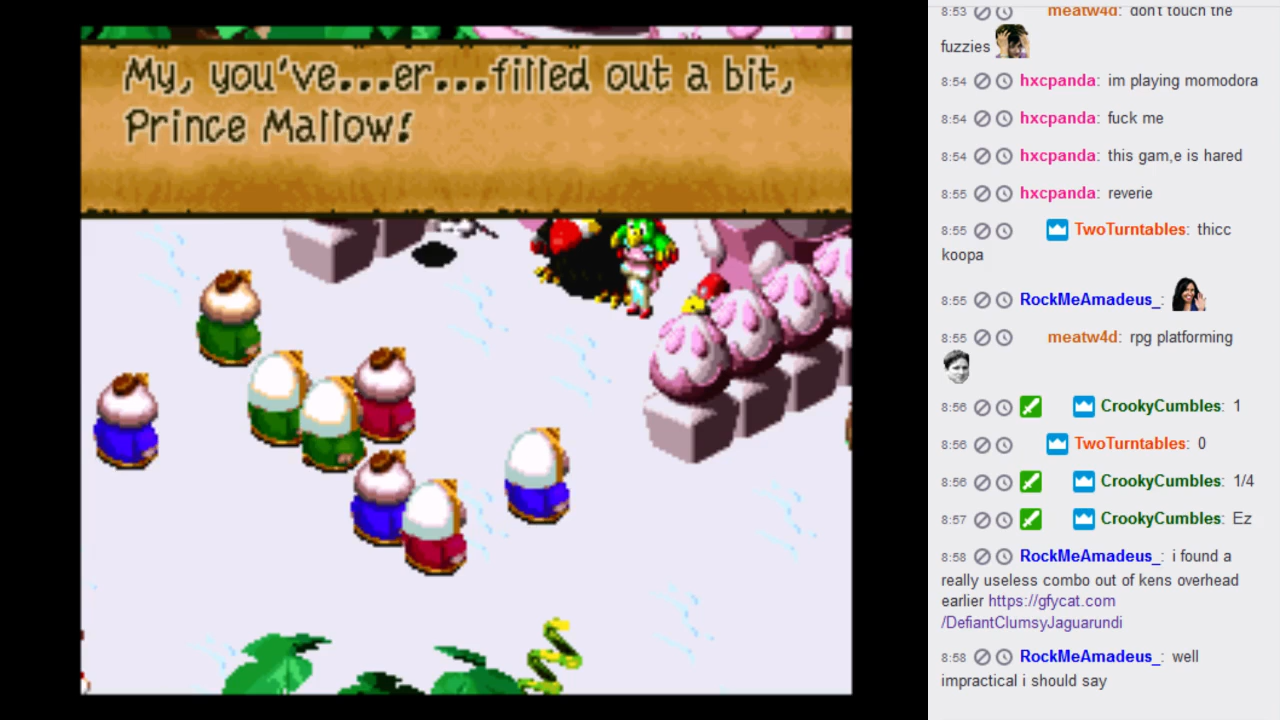 My, you've...er...filled out a bit,
Prince Mallow!
8:53 meatw4d: don't touch the
fuzzies
8:54 hxcpanda: im playing momodora
8:54 hxcpanda: fuck me
8:54 hxcpanda: this gam,e is hared
8:55 hxcpanda: reverie
8:55 TwoTurntables: thicc
koopa
8:55 RockMeAmadeus_:
8:55 meatw4d: rpg platforming
8:56 CrookyCumbles: 1
8:56 TwoTurntables: 0
8:56 CrookyCumbles: 1/4
8:57 CrookyCumbles: Ez
8:58 RockMeAmadeus_: i found a
really useless combo out of kens overhead
earlier https://gfycat.com
/DefiantClumsyJaguarundi
8:58 RockMeAmadeus_: well
impractical i should say